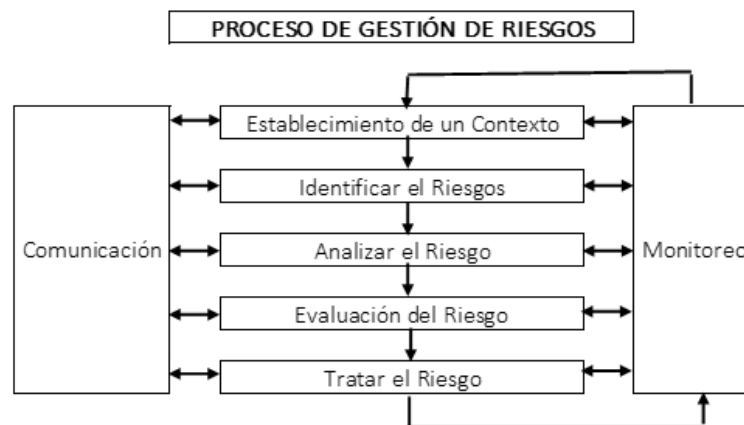 PROCESO DE GESTIÓN DE RIESGOS
Establecimiento de un Contexto
Identificar el Riesgos
Comunicación
Analizar el Riesgo
Monitoreo
Evaluación del Riesgo
Tratar el Riesgo